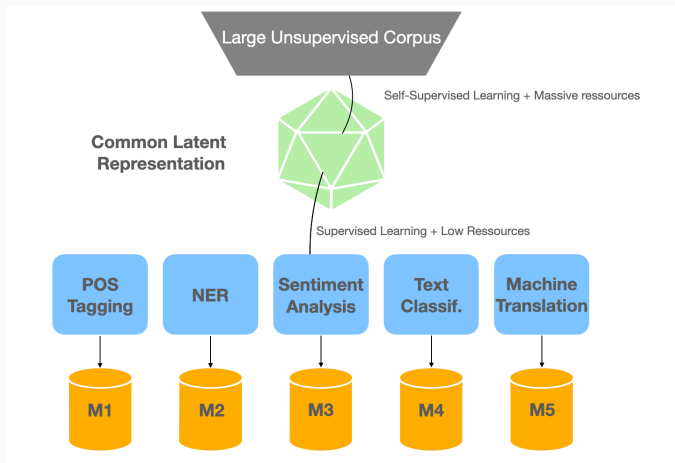 Large Unsupervised Corpus
Self-Supervised Learning + Massive ressources
Common Latent
Representation
Supervised Learning + Low Ressources
POS
Tagging
NER
Sentiment
Analysis
Text
Classif.
Machine
Translation
M1
M2
M3
M4
M5